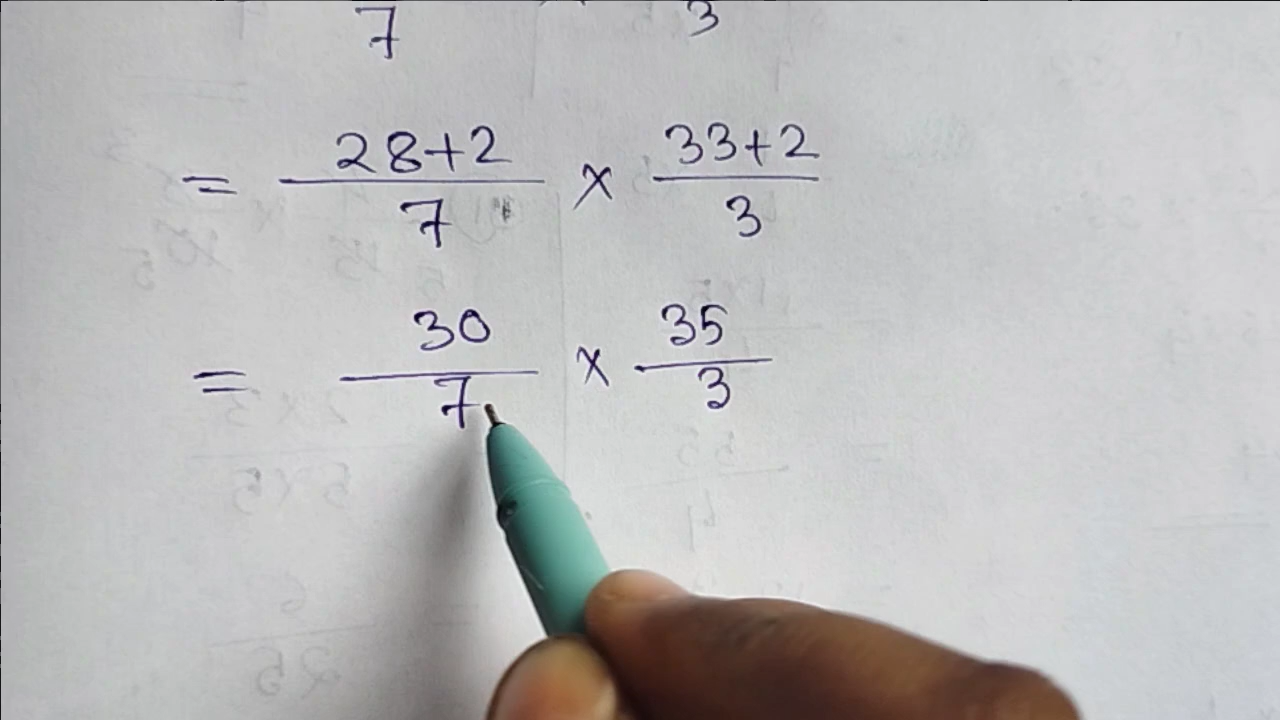 7 3
= 28+2/7 × 33+2/3
= 30/7 × 35/3